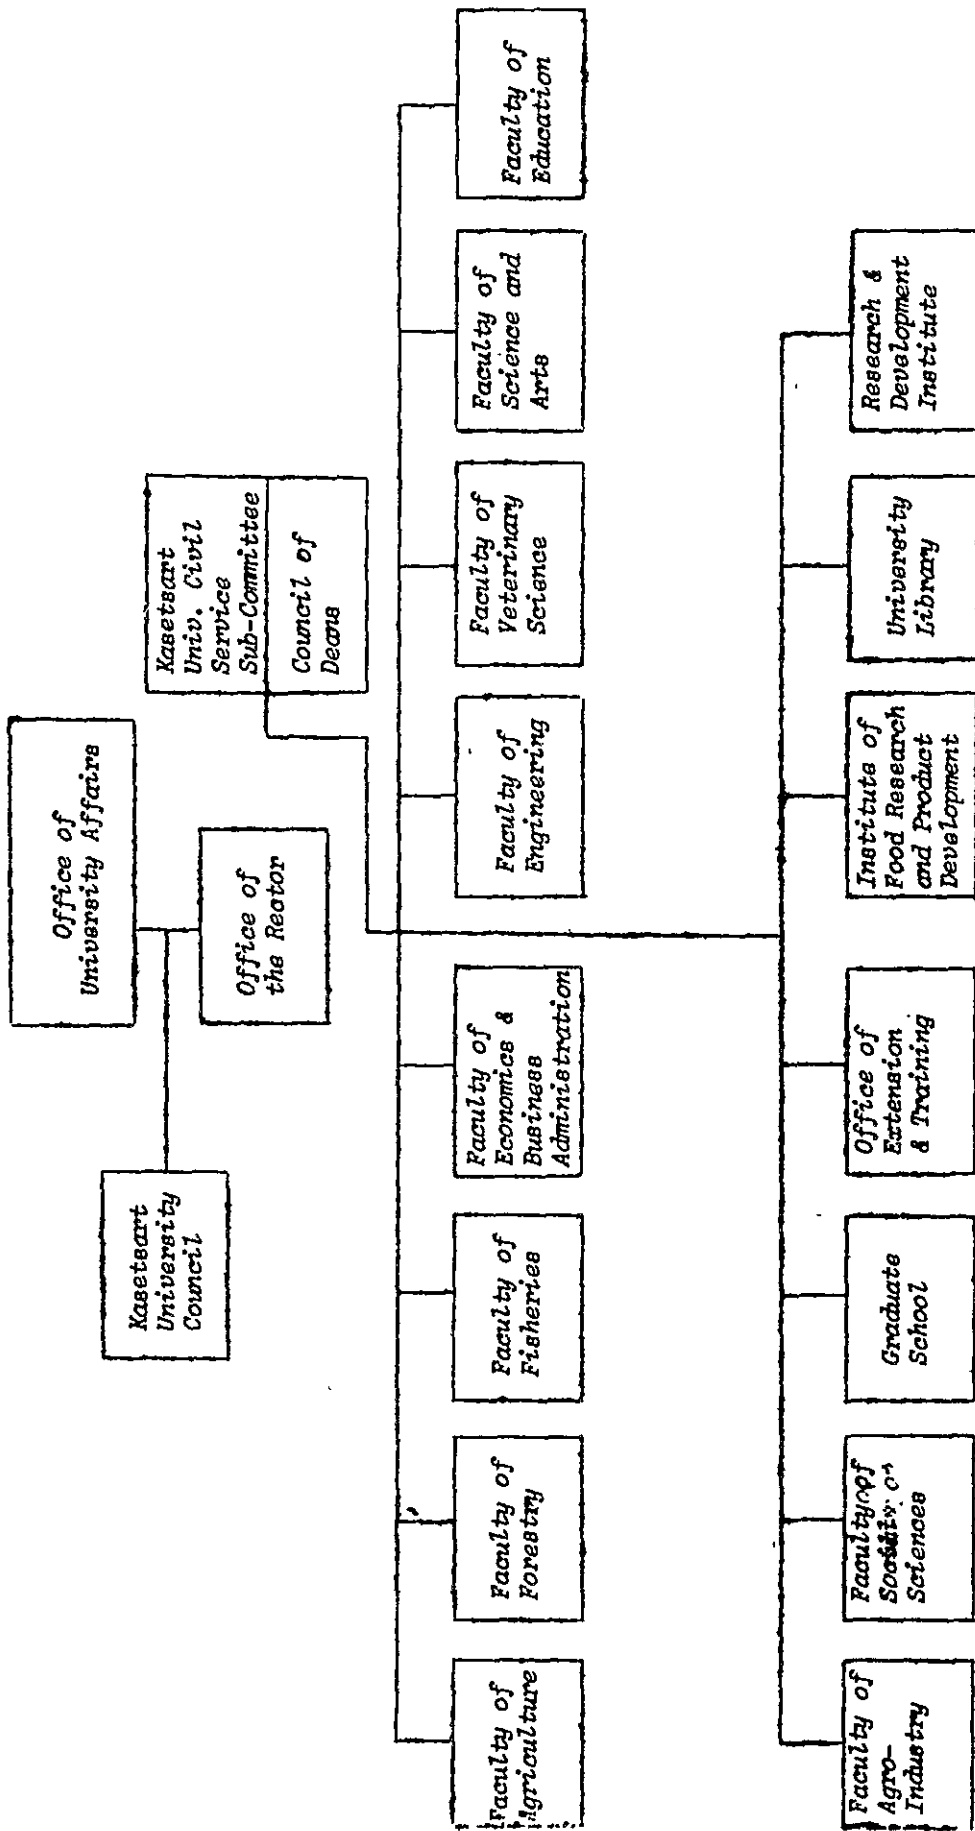 Office of
University Affairs
Kasetsart
University
Council
Office of
the Rector
Kasetsart
Univ. Civil
Service
Sub-Committee
Council of
Deans
Faculty of
Agriculture
Faculty of
Forestry
Faculty of
Fisheries
Faculty of
Economics &
Business
Administration
Faculty of
Engineering
Faculty of
Veterinary
Science
Faculty of
Science and
Arts
Faculty of
Education
Faculty of
Agro-
Industry
Faculty of
Sciences
Graduate
School
Office of
Extension
& Training
Institute of
Food Research
and Product
Development
University
Library
Research &
Development
Institute